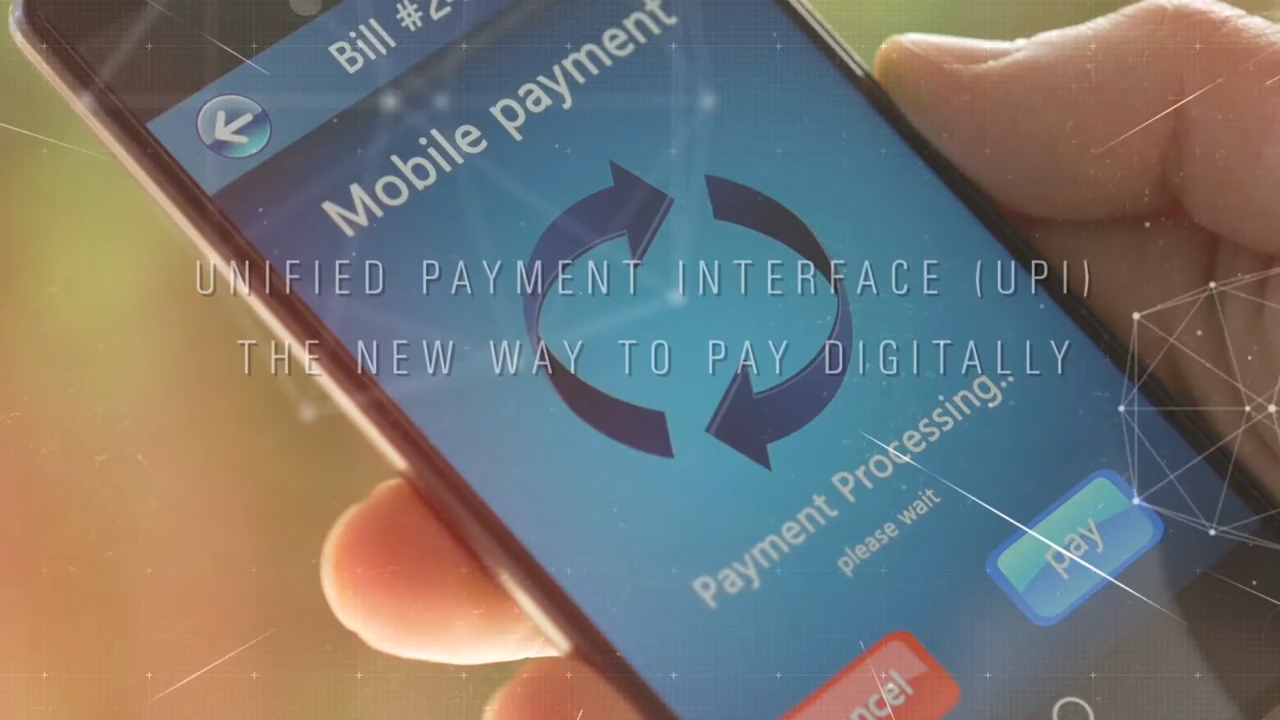 Bill #2
Mobile payment
UNIFIED PAYMENT INTERFACE (UPI)
THE NEW WAY TO PAY DIGITALLY
Payment Processing..
please wait
pay